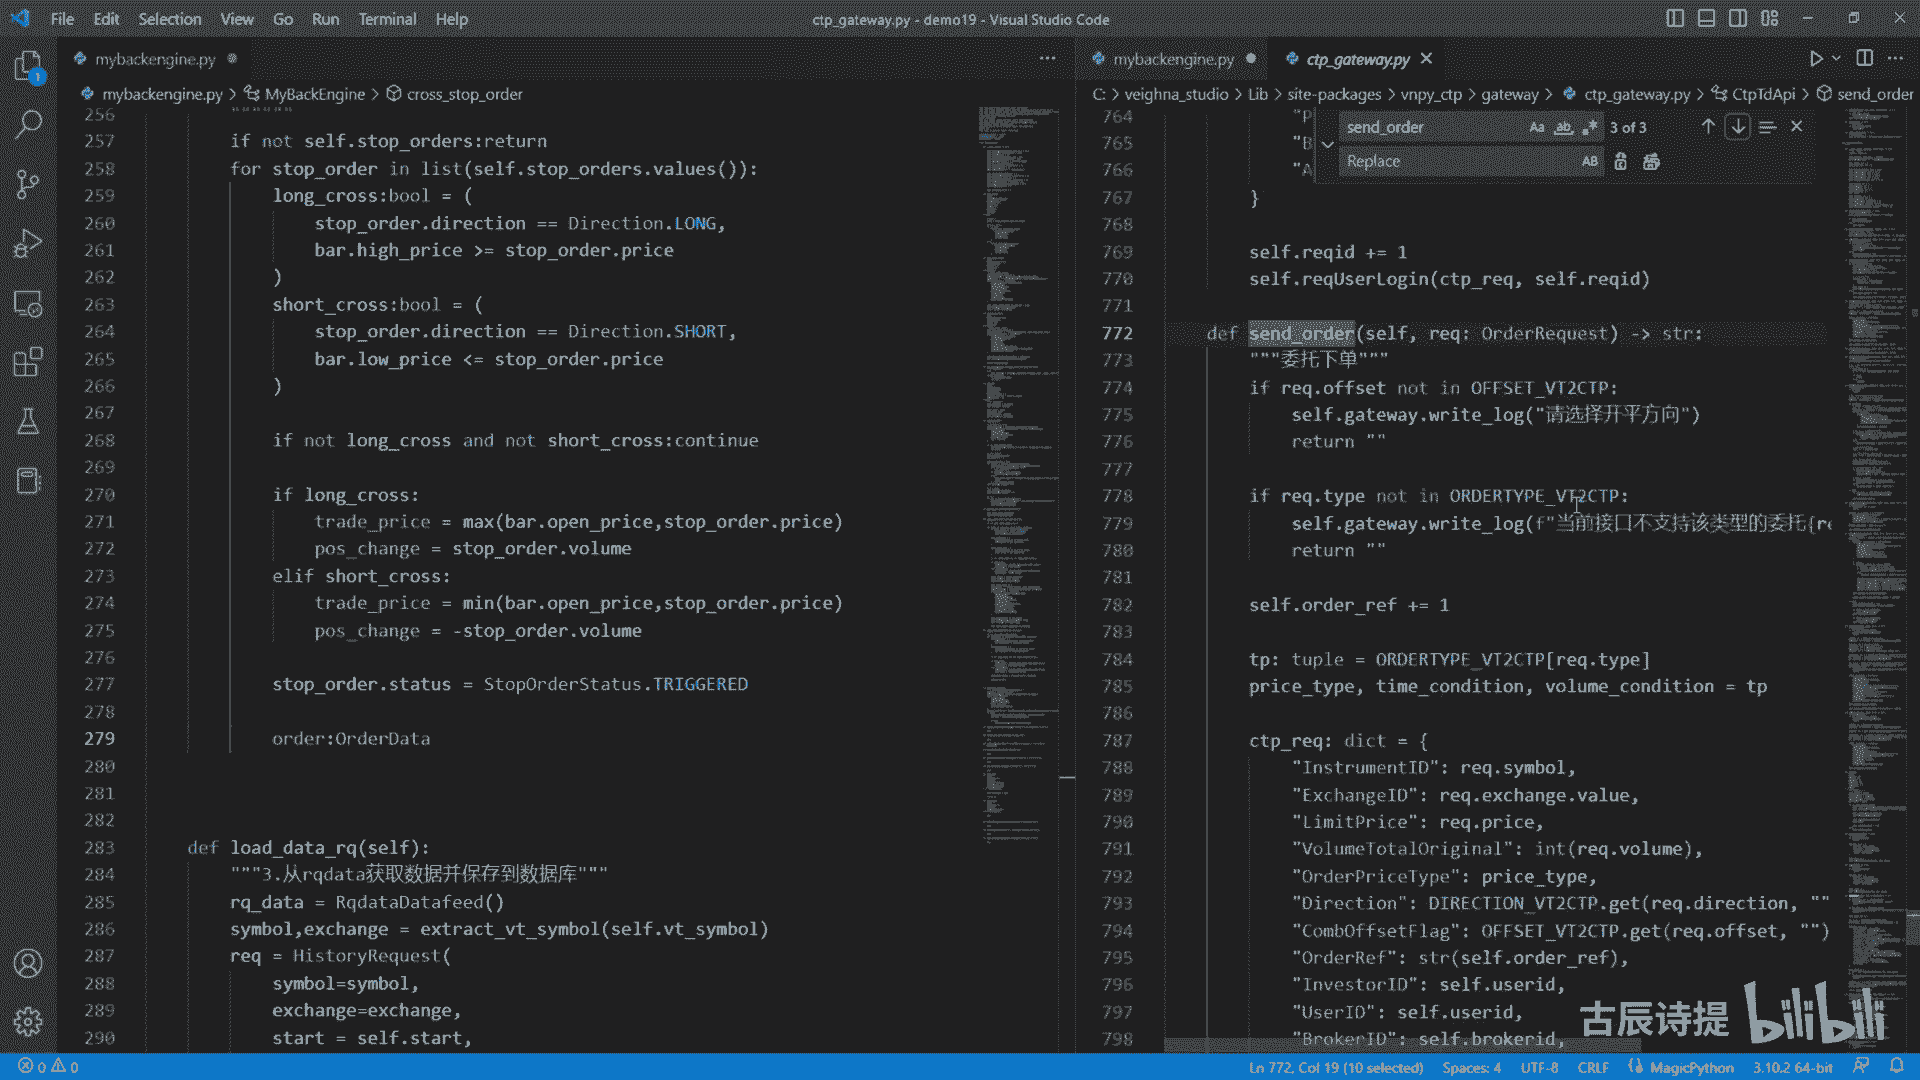 File Edit Selection View Go Run Terminal Help
ctp_gateway.py - demo19 - Visual Studio Code
mybackengine.py
mybackengine.py > MyBackEngine > cross_stop_order
256
257 if not self.stop_orders:return
258 for stop_order in list(self.stop_orders.values()):
259 long_cross:bool = (
260 stop_order.direction == Direction.LONG,
261 bar.high_price >= stop_order.price
262 )
263 short_cross:bool = (
264 stop_order.direction == Direction.SHORT,
265 bar.low_price <= stop_order.price
266 )
267
268 if not long_cross and not short_cross:continue
269
270 if long_cross:
271 trade_price = max(bar.open_price,stop_order.price)
272 pos_change = stop_order.volume
273 elif short_cross:
274 trade_price = min(bar.open_price,stop_order.price)
275 pos_change = -stop_order.volume
276
277 stop_order.status = StopOrderStatus.TRIGGERED
278
279 order:OrderData
280
281
282
283 def load_data_rq(self):
284 """3.从rqdata获取数据并保存到数据库"""
285 rq_data = RqdataDatafeed()
286 symbol,exchange = extract_vt_symbol(self.vt_symbol)
287 req = HistoryRequest(
288 symbol=symbol,
289 exchange=exchange,
290 start = self.start,
mybackengine.py ctp_gateway.py
C: > veighna_studio > Lib > site-packages > vnpy_ctp > gateway > ctp_gateway.py > CtpTdApi > send_order
send_order Aa ab .* 3 of 3
Replace AB
764 "P
765 "B
766 "A
767 }
768
769 self.reqid += 1
770 self.reqUserLogin(ctp_req, self.reqid)
771
772 def send_order(self, req: OrderRequest) -> str:
773 """委托下单"""
774 if req.offset not in OFFSET_VT2CTP:
775 self.gateway.write_log("请选择开平方向")
776 return ""
777
778 if req.type not in ORDERTYPE_VT2CTP:
779 self.gateway.write_log(f"当前接口不支持该类型的委托{re
780 return ""
781
782 self.order_ref += 1
783
784 tp: tuple = ORDERTYPE_VT2CTP[req.type]
785 price_type, time_condition, volume_condition = tp
786
787 ctp_req: dict = {
788 "InstrumentID": req.symbol,
789 "ExchangeID": req.exchange.value,
790 "LimitPrice": req.price,
791 "VolumeTotalOriginal": int(req.volume),
792 "OrderPriceType": price_type,
793 "Direction": DIRECTION_VT2CTP.get(req.direction, ""
794 "CombOffsetFlag": OFFSET_VT2CTP.get(req.offset, "")
795 "OrderRef": str(self.order_ref),
796 "InvestorID": self.userid,
797 "UserID": self.userid,
798 "BrokerID": self.brokerid,
古辰诗提 bilibili
0 0
Ln 772, Col 19 (10 selected) Spaces: 4 UTF-8 CRLF MagicPython 3.10.2 64-bit